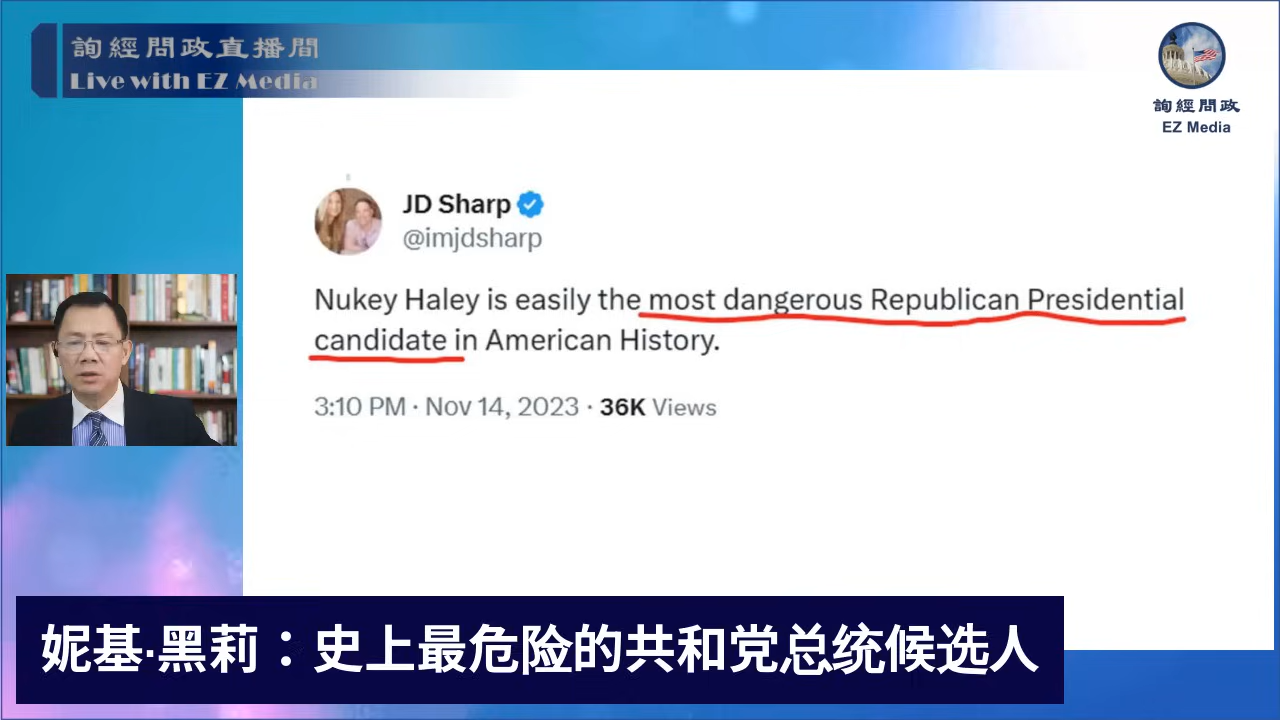 詢經問政直播間
Live with EZ Media
詢經問政
EZ Media
JD Sharp
@imjdsharp
Nukey Haley is easily the most dangerous Republican Presidential
candidate in American History.
3:10 PM · Nov 14, 2023 · 36K Views
妮基·黑莉：史上最危险的共和党总统候选人